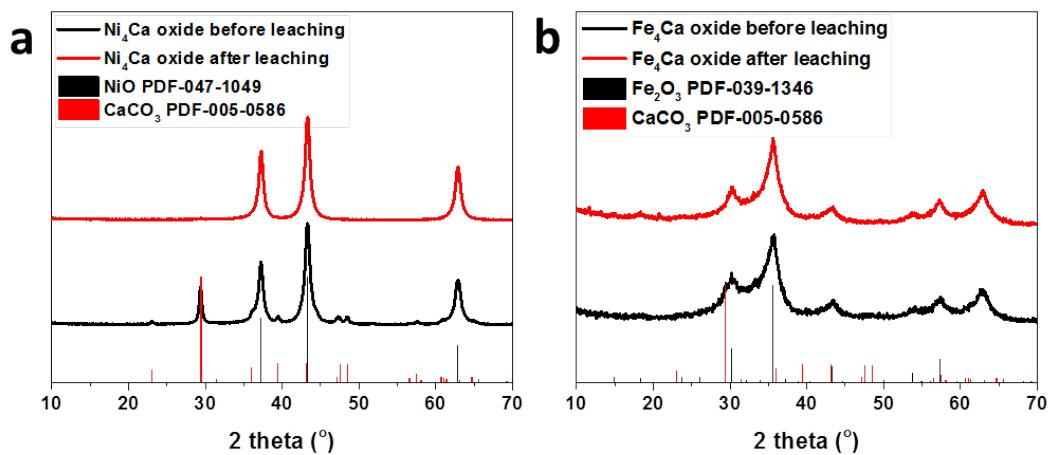 a
Ni₄Ca oxide before leaching
Ni₄Ca oxide after leaching
NiO PDF-047-1049
CaCO₃ PDF-005-0586
10 20 30 40 50 60 70
2 theta (°)
b
Fe₄Ca oxide before leaching
Fe₄Ca oxide after leaching
Fe₂O₃ PDF-039-1346
CaCO₃ PDF-005-0586
10 20 30 40 50 60 70
2 theta (°)